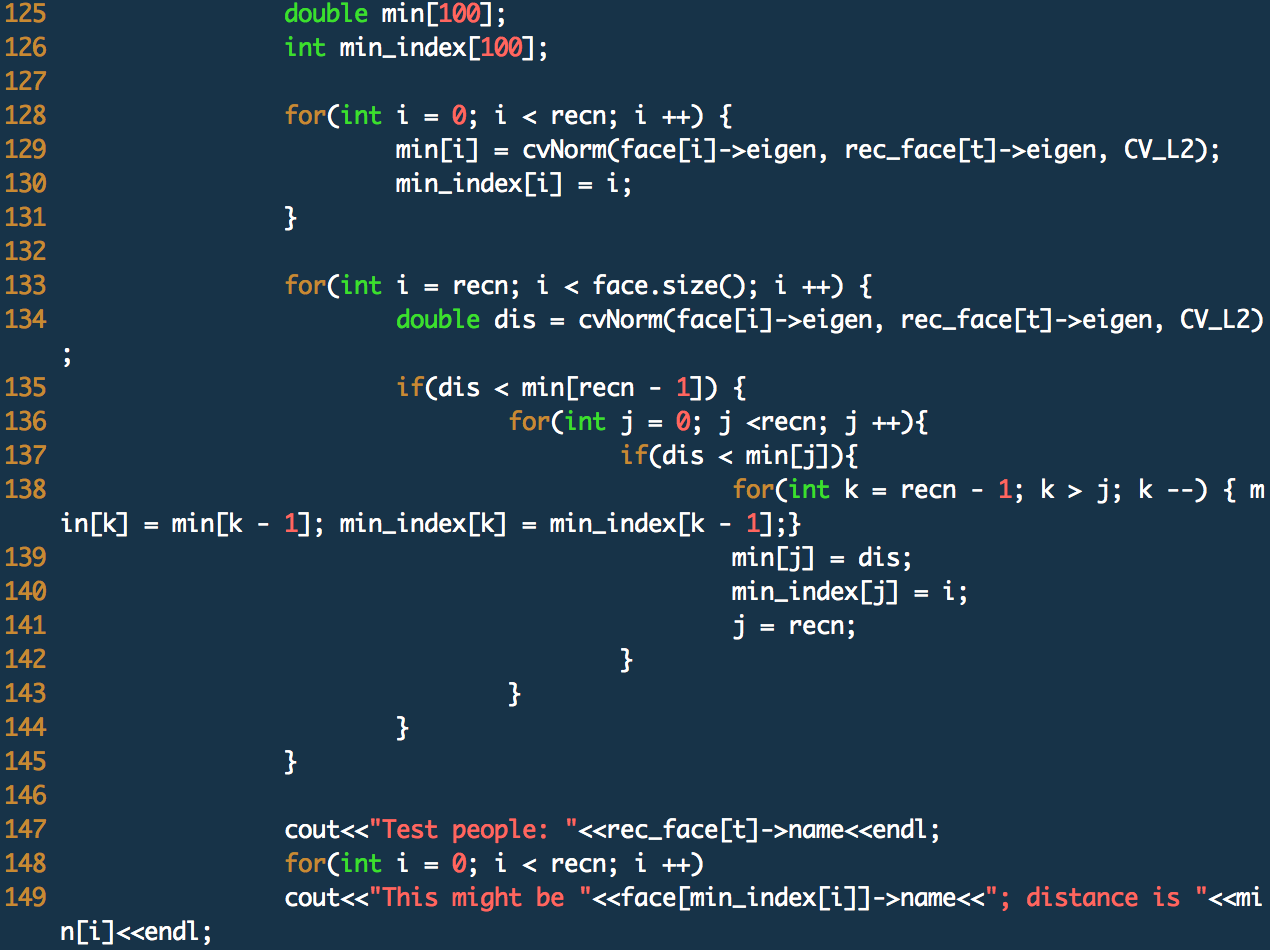 125 double min[100];
126 int min_index[100];
127
128 for(int i = 0; i < recn; i ++) {
129 min[i] = cvNorm(face[i]->eigen, rec_face[t]->eigen, CV_L2);
130 min_index[i] = i;
131 }
132
133 for(int i = recn; i < face.size(); i ++) {
134 double dis = cvNorm(face[i]->eigen, rec_face[t]->eigen, CV_L2)
;
135 if(dis < min[recn - 1]) {
136 for(int j = 0; j <recn; j ++){
137 if(dis < min[j]){
138 for(int k = recn - 1; k > j; k --) { m
in[k] = min[k - 1]; min_index[k] = min_index[k - 1];}
139 min[j] = dis;
140 min_index[j] = i;
141 j = recn;
142 }
143 }
144 }
145 }
146
147 cout<<"Test people: "<<rec_face[t]->name<<endl;
148 for(int i = 0; i < recn; i ++)
149 cout<<"This might be "<<face[min_index[i]]->name<<"; distance is "<<mi
n[i]<<endl;